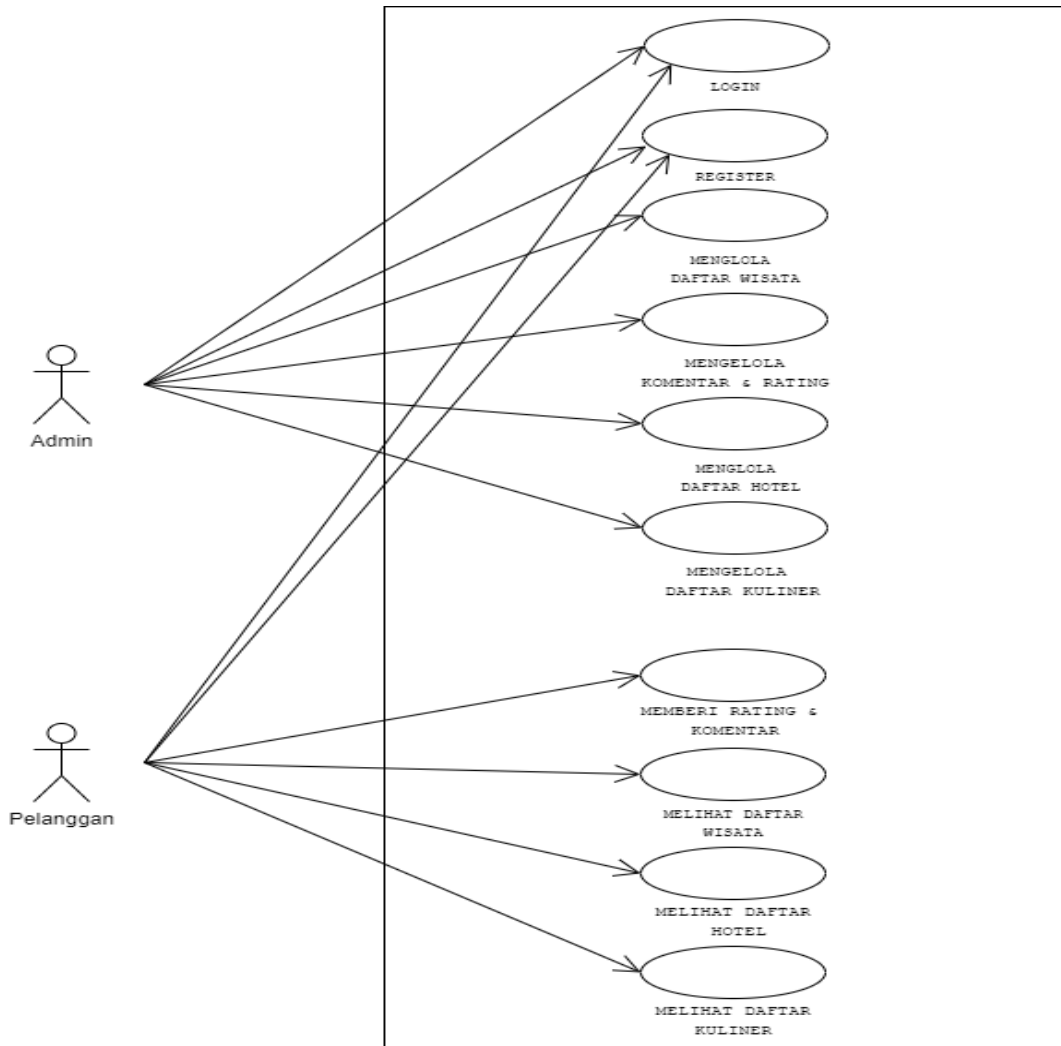 LOGIN
REGISTER
MENGLOLA
DAFTAR WISATA
MENGELOLA
KOMENTAR & RATING
Admin
MENGLOLA
DAFTAR HOTEL
MENGELOLA
DAFTAR KULINER
MEMBERI RATING &
KOMENTAR
Pelanggan
MELIHAT DAFTAR
WISATA
MELIHAT DAFTAR
HOTEL
MELIHAT DAFTAR
KULINER